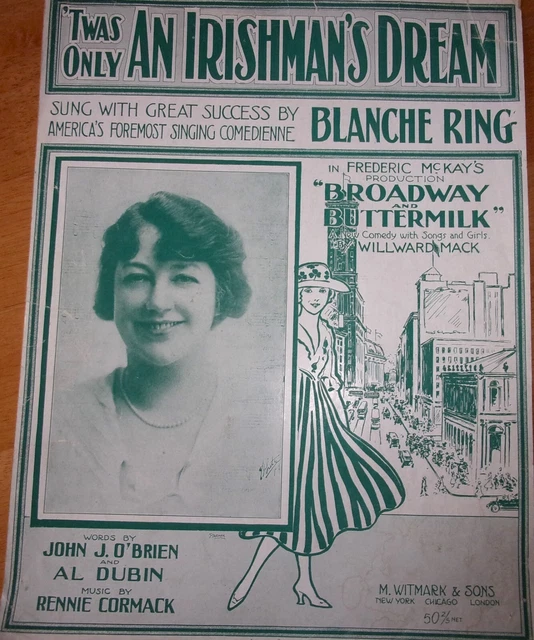 'TWAS ONLY AN IRISHMAN'S DREAM
SUNG WITH GREAT SUCCESS BY
AMERICA'S FOREMOST SINGING COMEDIENNE
BLANCHE RING
IN FREDERIC McKAY'S
PRODUCTION
"BROADWAY
AND
BUTTERMILK"
Comedy with Songs and Girls.
WILLWARD MACK
WORDS BY
JOHN J. O'BRIEN
AND
AL DUBIN
MUSIC BY
RENNIE CORMACK
M. WITMARK & SONS
NEW YORK CHICAGO LONDON
50 2/3 NET